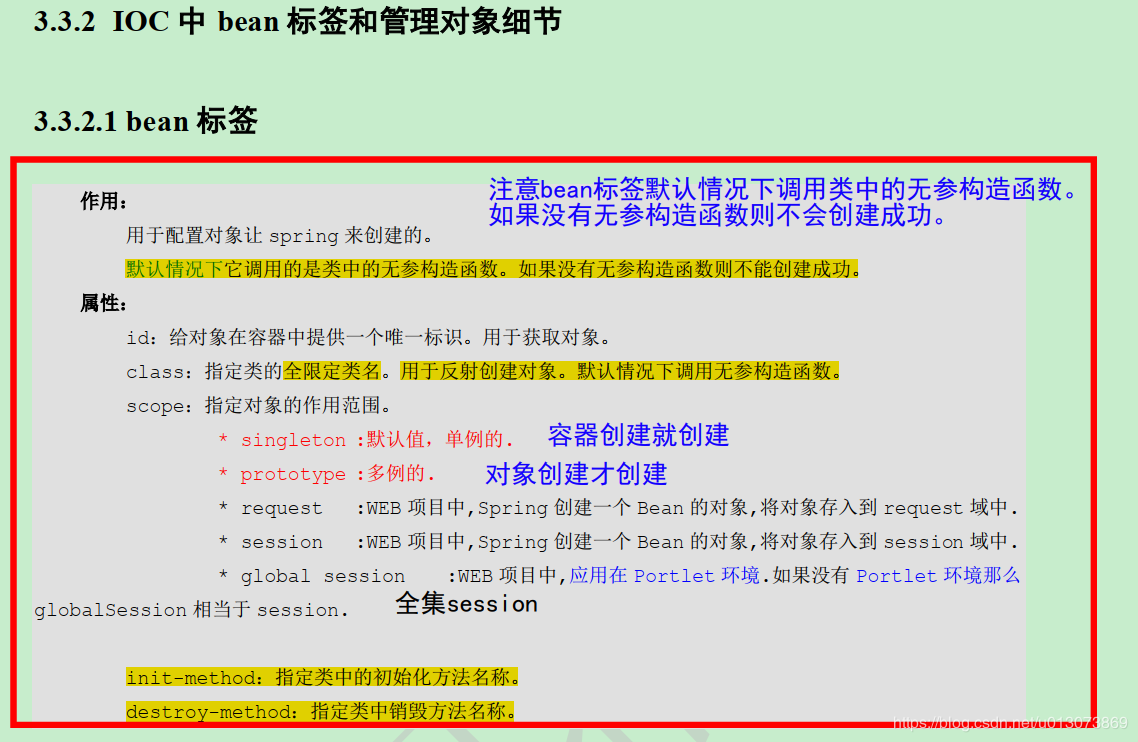 3.3.2 IOC 中 bean 标签和管理对象细节
3.3.2.1 bean 标签
注意bean标签默认情况下调用类中的无参构造函数。
如果没有无参构造函数则不会创建成功。
作用：
用于配置对象让 spring 来创建的。
默认情况下它调用的是类中的无参构造函数。如果没有无参构造函数则不能创建成功。
属性：
id：给对象在容器中提供一个唯一标识。用于获取对象。
class：指定类的全限定类名。用于反射创建对象。默认情况下调用无参构造函数。
scope：指定对象的作用范围。
* singleton :默认值，单例的. 容器创建就创建
* prototype :多例的. 对象创建才创建
* request :WEB 项目中,Spring 创建一个 Bean 的对象,将对象存入到 request 域中.
* session :WEB 项目中,Spring 创建一个 Bean 的对象,将对象存入到 session 域中.
* global session :WEB 项目中,应用在 Portlet 环境.如果没有 Portlet 环境那么
globalSession 相当于 session. 全集session
init-method：指定类中的初始化方法名称。
destroy-method：指定类中销毁方法名称。
https://blog.csdn.net/u013073869